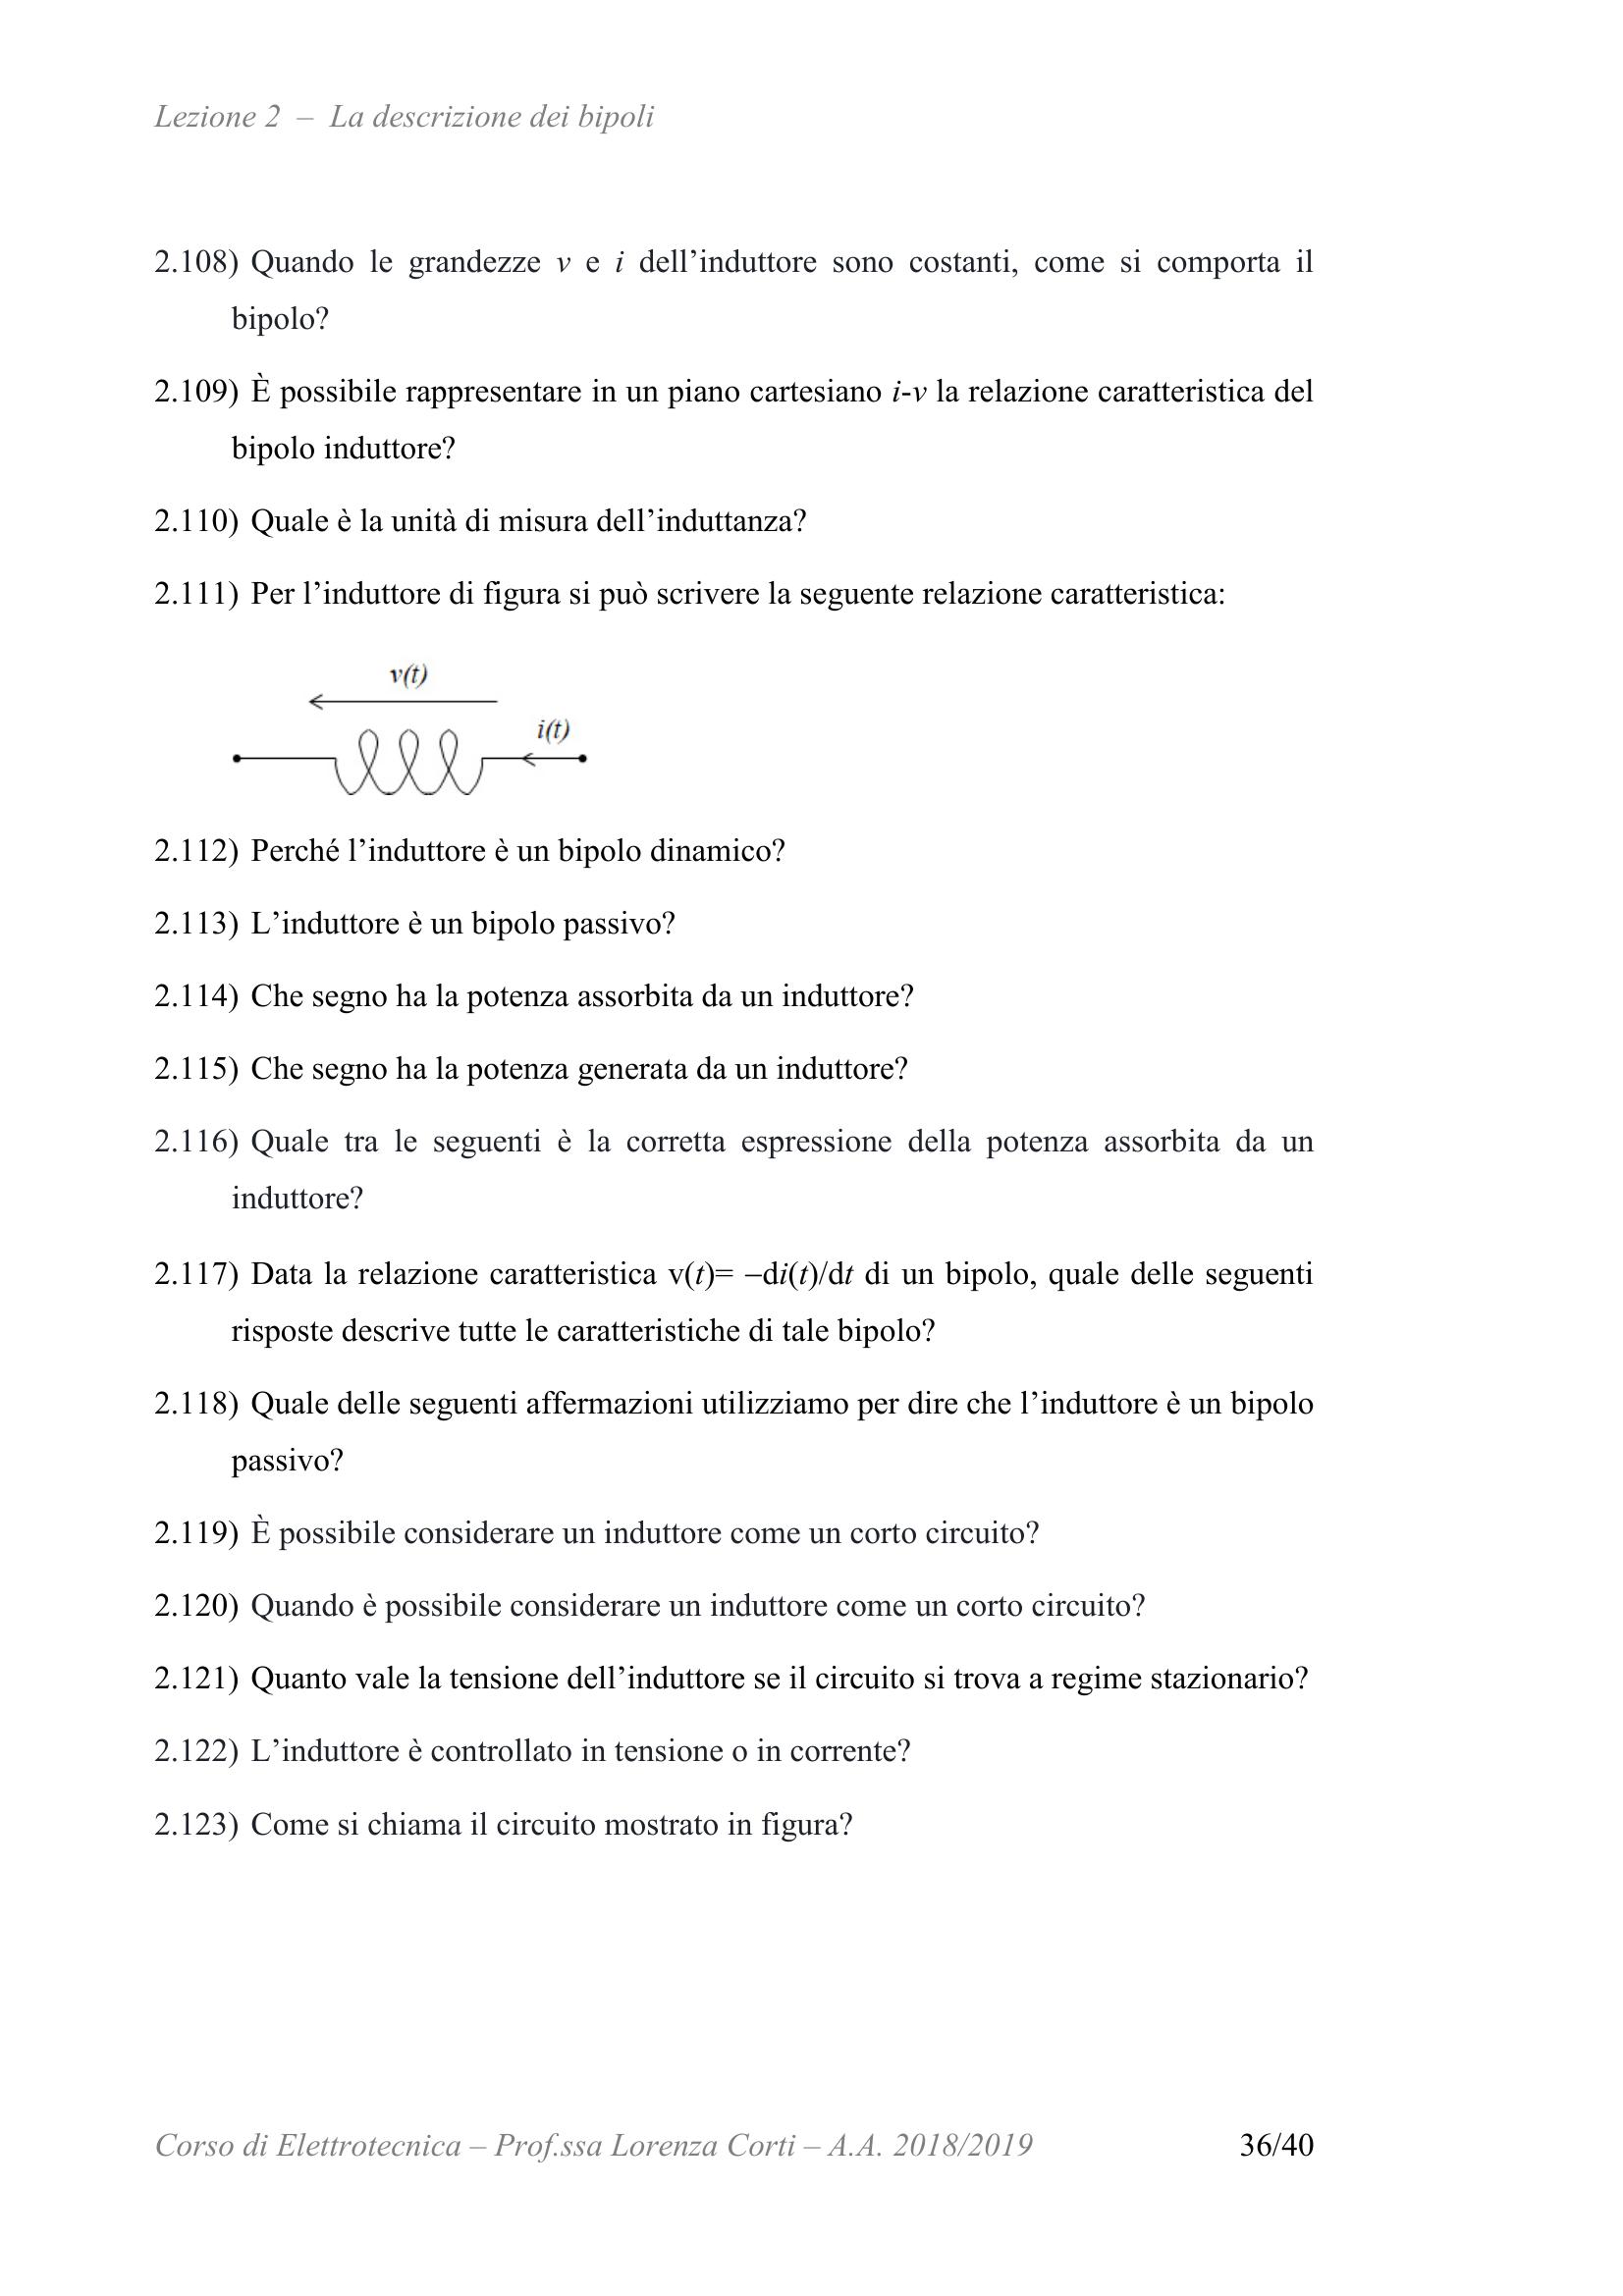 Lezione 2 – La descrizione dei bipoli
2.108) Quando le grandezze v e i dell’induttore sono costanti, come si comporta il
bipolo?
2.109) È possibile rappresentare in un piano cartesiano i-v la relazione caratteristica del
bipolo induttore?
2.110) Quale è la unità di misura dell’induttanza?
2.111) Per l’induttore di figura si può scrivere la seguente relazione caratteristica:
v(t)
i(t)
2.112) Perché l’induttore è un bipolo dinamico?
2.113) L’induttore è un bipolo passivo?
2.114) Che segno ha la potenza assorbita da un induttore?
2.115) Che segno ha la potenza generata da un induttore?
2.116) Quale tra le seguenti è la corretta espressione della potenza assorbita da un
induttore?
2.117) Data la relazione caratteristica v(t)= –di(t)/dt di un bipolo, quale delle seguenti
risposte descrive tutte le caratteristiche di tale bipolo?
2.118) Quale delle seguenti affermazioni utilizziamo per dire che l’induttore è un bipolo
passivo?
2.119) È possibile considerare un induttore come un corto circuito?
2.120) Quando è possibile considerare un induttore come un corto circuito?
2.121) Quanto vale la tensione dell’induttore se il circuito si trova a regime stazionario?
2.122) L’induttore è controllato in tensione o in corrente?
2.123) Come si chiama il circuito mostrato in figura?
Corso di Elettrotecnica – Prof.ssa Lorenza Corti – A.A. 2018/2019 36/40